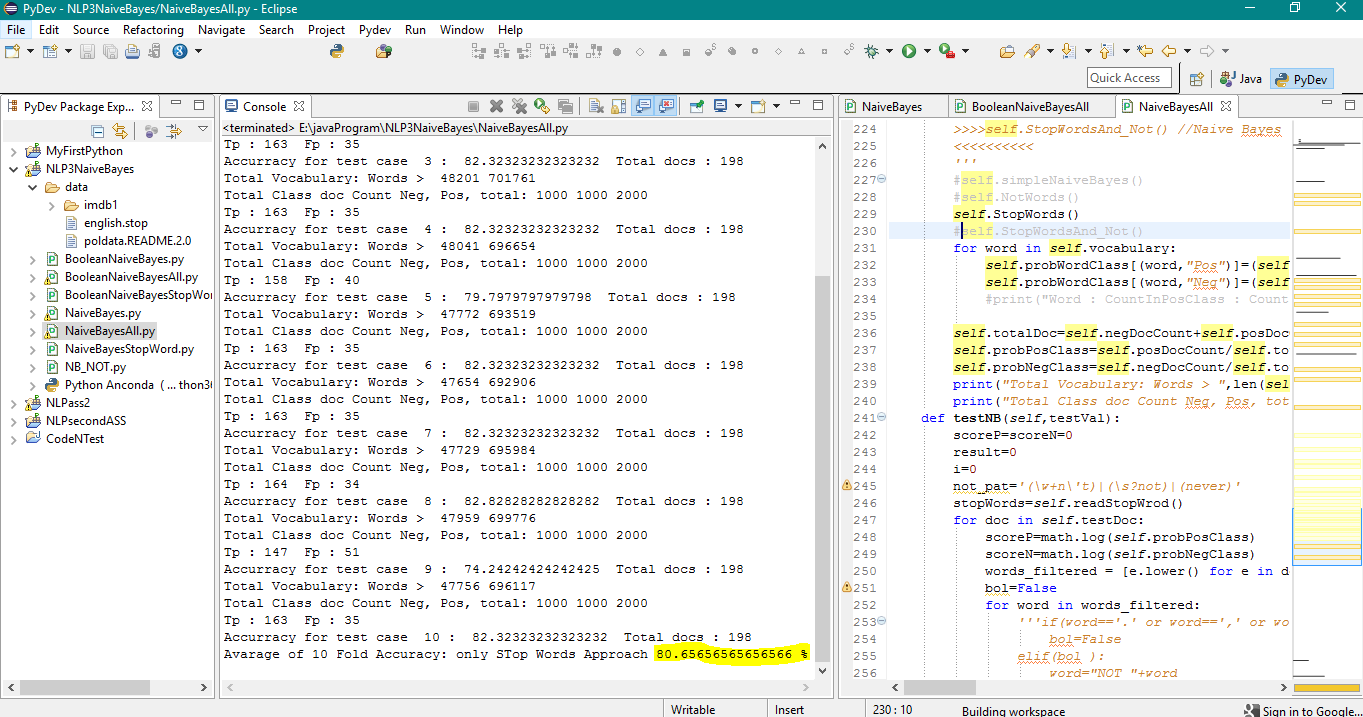 PyDev - NLP3NaiveBayes/NaiveBayesAll.py - Eclipse
File Edit Source Refactoring Navigate Search Project Pydev Run Window Help
Quick Access
Java
PyDev
PyDev Package Exp...
MyFirstPython
NLP3NaiveBayes
data
imdb1
english.stop
poldata.README.2.0
BooleanNaiveBayes.py
BooleanNaiveBayesAll.py
BooleanNaiveBayesStopWor
NaiveBayes.py
NaiveBayesAll.py
NaiveBayesStopWord.py
NB_NOT.py
Python Anconda ( ... thon36
NLPass2
NLPsecondASS
CodeNTest
Console
<terminated> E:\javaProgram\NLP3NaiveBayes\NaiveBayesAll.py
Tp : 163 Fp : 35
Accurracy for test case 3 : 82.32323232323232 Total docs : 198
Total Vocabulary: Words > 48201 701761
Total Class doc Count Neg, Pos, total: 1000 1000 2000
Tp : 163 Fp : 35
Accurracy for test case 4 : 82.32323232323232 Total docs : 198
Total Vocabulary: Words > 48041 696654
Total Class doc Count Neg, Pos, total: 1000 1000 2000
Tp : 158 Fp : 40
Accurracy for test case 5 : 79.7979797979798 Total docs : 198
Total Vocabulary: Words > 47772 693519
Total Class doc Count Neg, Pos, total: 1000 1000 2000
Tp : 163 Fp : 35
Accurracy for test case 6 : 82.32323232323232 Total docs : 198
Total Vocabulary: Words > 47654 692906
Total Class doc Count Neg, Pos, total: 1000 1000 2000
Tp : 163 Fp : 35
Accurracy for test case 7 : 82.32323232323232 Total docs : 198
Total Vocabulary: Words > 47729 695984
Total Class doc Count Neg, Pos, total: 1000 1000 2000
Tp : 164 Fp : 34
Accurracy for test case 8 : 82.82828282828282 Total docs : 198
Total Vocabulary: Words > 47959 699776
Total Class doc Count Neg, Pos, total: 1000 1000 2000
Tp : 147 Fp : 51
Accurracy for test case 9 : 74.24242424242425 Total docs : 198
Total Vocabulary: Words > 47756 696117
Total Class doc Count Neg, Pos, total: 1000 1000 2000
Tp : 163 Fp : 35
Accurracy for test case 10 : 82.32323232323232 Total docs : 198
Avarage of 10 Fold Accuracy: only STop Words Approach 80.65656565656566 %
NaiveBayes
BooleanNaiveBayesAll
NaiveBayesAll
224 >>>>self.StopWordsAnd_Not() //Naive Bayes
225 <<<<<<<<<<
226 '''
227 #self.simpleNaiveBayes()
228 #self.NotWords()
229 self.StopWords()
230 #self.StopWordsAnd_Not()
231 for word in self.vocabulary:
232 self.probWordClass[(word,"Pos")]=(self
233 self.probWordClass[(word,"Neg")]=(self
234 #print("Word : CountInPosClass : Count
235
236 self.totalDoc=self.negDocCount+self.posDoc
237 self.probPosClass=self.posDocCount/self.to
238 self.probNegClass=self.negDocCount/self.to
239 print("Total Vocabulary: Words > ",len(sel
240 print("Total Class doc Count Neg, Pos, tot
241 def testNB(self,testVal):
242 scoreP=scoreN=0
243 result=0
244 i=0
245 not_pat='(\w+n\'t)|(\s?not)|(never)'
246 stopWords=self.readStopWrod()
247 for doc in self.testDoc:
248 scoreP=math.log(self.probPosClass)
249 scoreN=math.log(self.probNegClass)
250 words_filtered = [e.lower() for e in d
251 bol=False
252 for word in words_filtered:
253 '''if(word=='.' or word==',' or wo
254 bol=False
255 elif(bol ):
256 word="NOT_"+word
Writable
Insert
230 : 10
Building workspace
Sign in to Google...